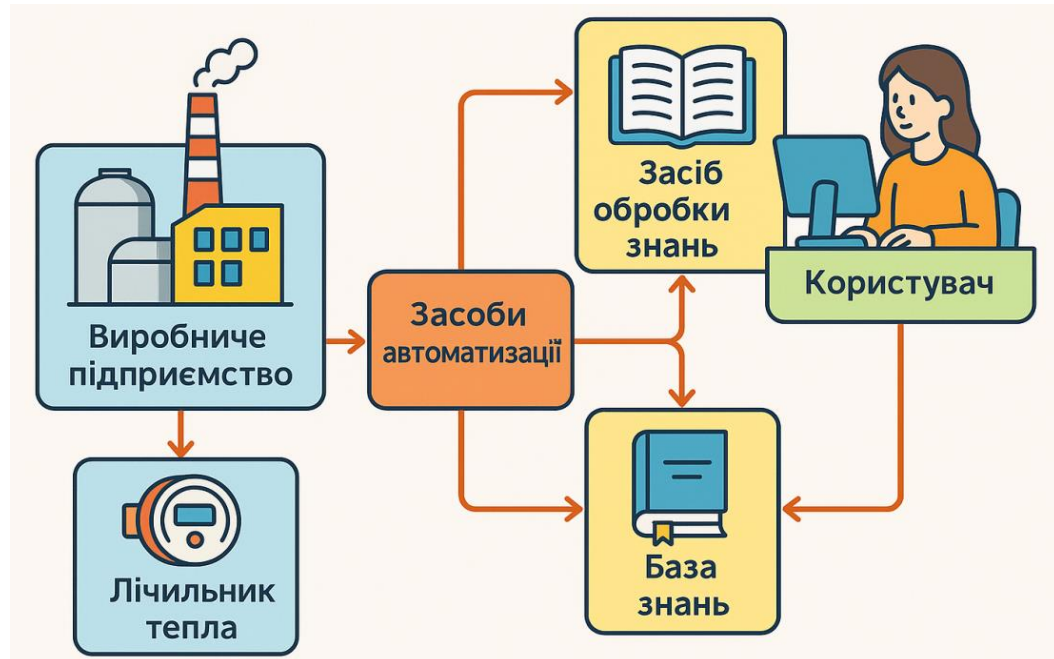 Виробниче
підприємство
Лічильник
тепла
Засоби
автоматизації
Засіб
обробки
знань
Користувач
База
знань